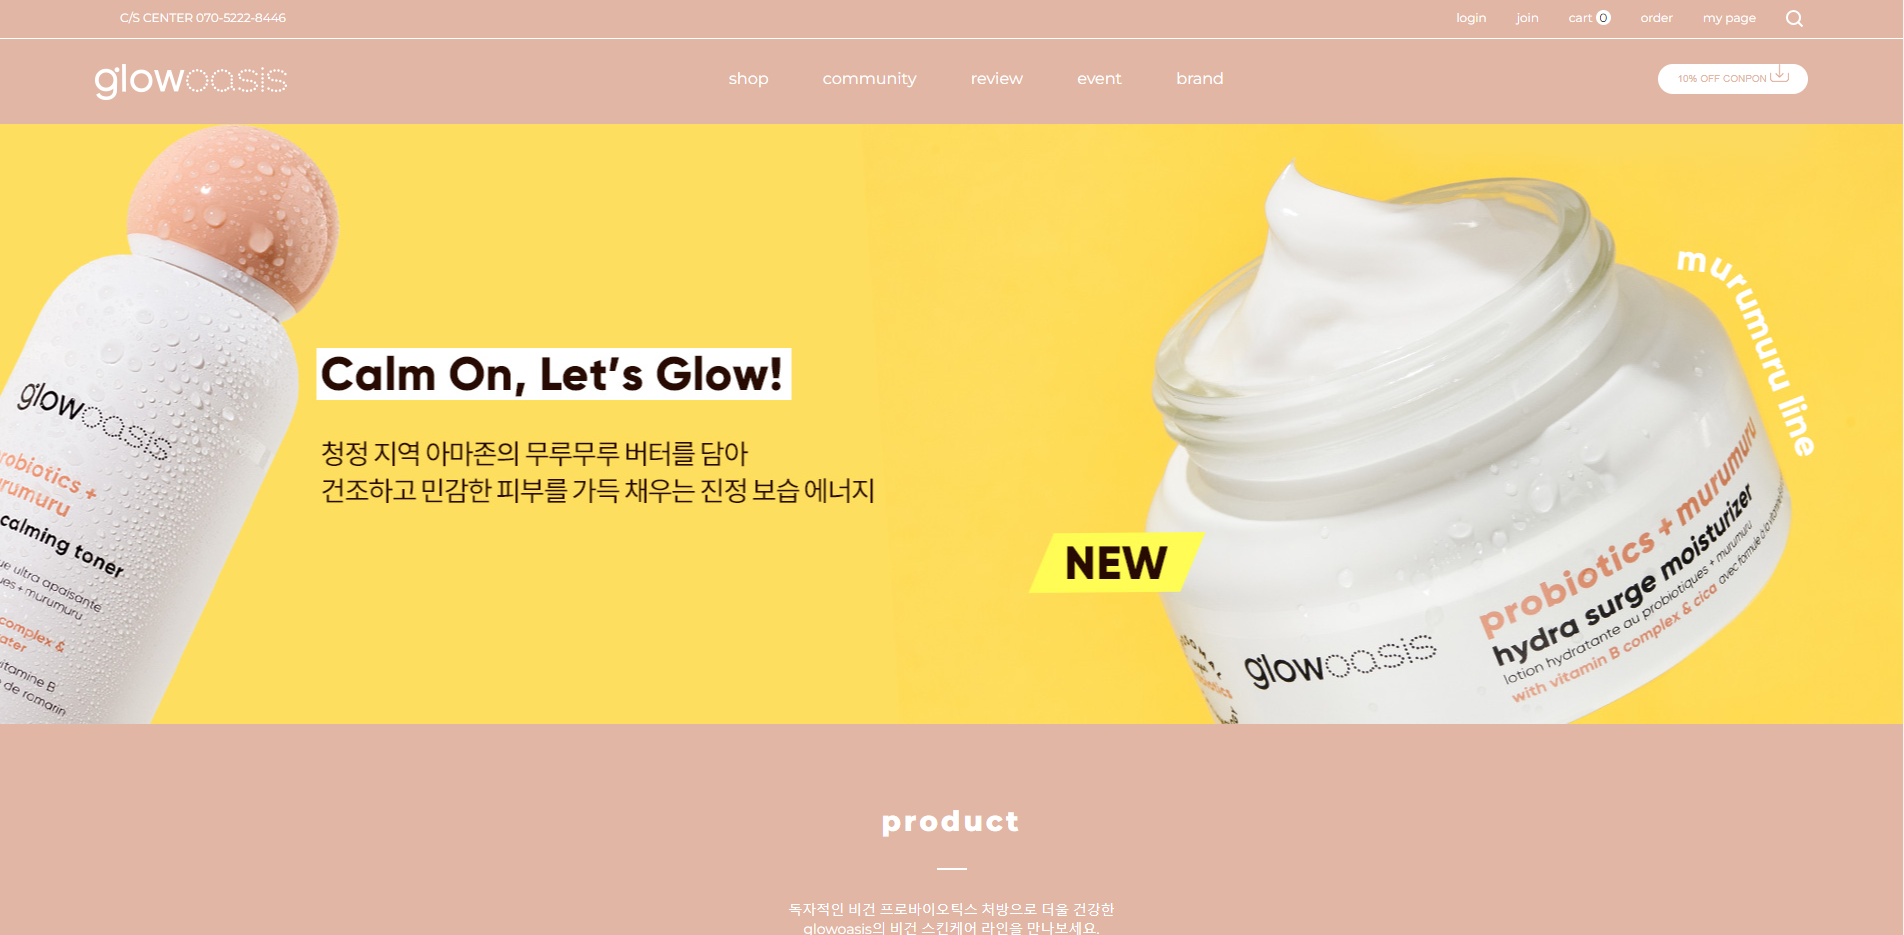 C/S CENTER 070-5222-8446
login join cart 0 order my page
glowoasis
shop community review event brand
10% OFF CONPON
Calm On, Let's Glow!
청정 지역 아마존의 무루무루 버터를 담아
건조하고 민감한 피부를 가득 채우는 진정 보습 에너지
glowoasis
probiotics +
murumuru
calming toner
ultra apaisante
+ murumuru
complex &
vitamine B
de romarin
murumuru line
NEW
glowoasis
probiotics + murumuru
hydra surge moisturizer
lotion hydratante au probiotiques + murumuru
with vitamin B complex & cica avec formule à la
product
독자적인 비건 프로바이오틱스 처방으로 더욱 건강한
glowoasis의 비건 스킨케어 라인을 만나보세요.